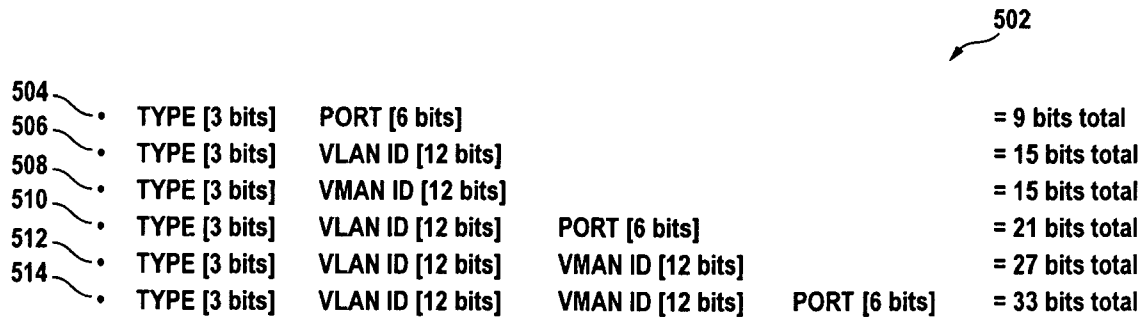 502
504 • TYPE [3 bits] PORT [6 bits] = 9 bits total
506 • TYPE [3 bits] VLAN ID [12 bits] = 15 bits total
508 • TYPE [3 bits] VMAN ID [12 bits] = 15 bits total
510 • TYPE [3 bits] VLAN ID [12 bits] PORT [6 bits] = 21 bits total
512 • TYPE [3 bits] VLAN ID [12 bits] VMAN ID [12 bits] = 27 bits total
514 • TYPE [3 bits] VLAN ID [12 bits] VMAN ID [12 bits] PORT [6 bits] = 33 bits total